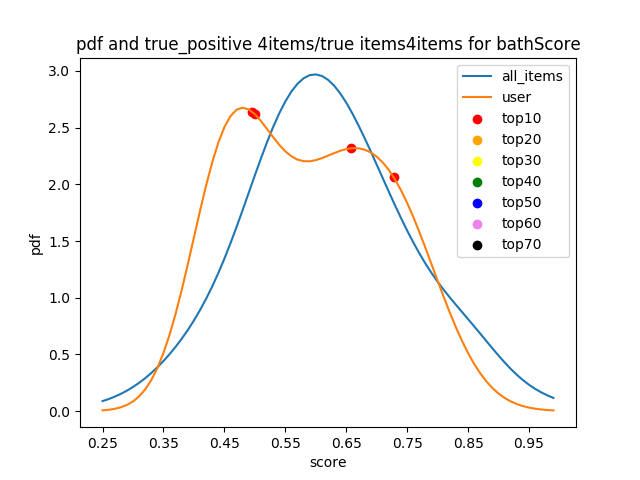 pdf and true_positive 4items/true items4items for bathScore
all_items
user
top10
top20
top30
top40
top50
top60
top70
pdf
3.0
2.5
2.0
1.5
1.0
0.5
0.0
0.25 0.35 0.45 0.55 0.65 0.75 0.85 0.95
score